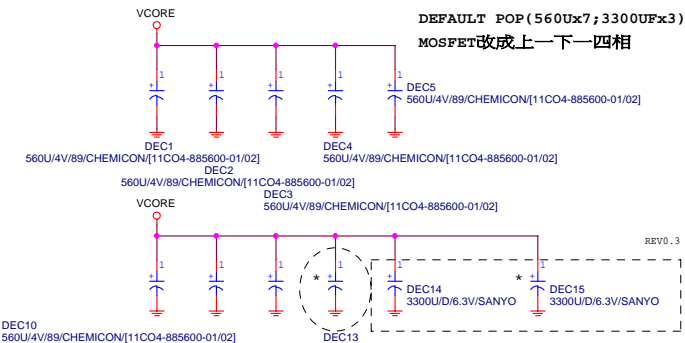 VCORE
DEFAULT POP(560Ux7;3300UFx3)
MOSFET改成上一下一四相
1
1
1
1
1
+
+
+
+
+
DEC5
560U/4V/89/CHEMICON/[11CO4-885600-01/02]
DEC1
560U/4V/89/CHEMICON/[11CO4-885600-01/02]
DEC4
560U/4V/89/CHEMICON/[11CO4-885600-01/02]
DEC2
560U/4V/89/CHEMICON/[11CO4-885600-01/02]
DEC3
560U/4V/89/CHEMICON/[11CO4-885600-01/02]
VCORE
REV0.3
1
1
1
1
1
1
+
+
+
* +
+
* +
DEC14
3300U/D/6.3V/SANYO
DEC15
3300U/D/6.3V/SANYO
DEC10
560U/4V/89/CHEMICON/[11CO4-885600-01/02]
DEC13